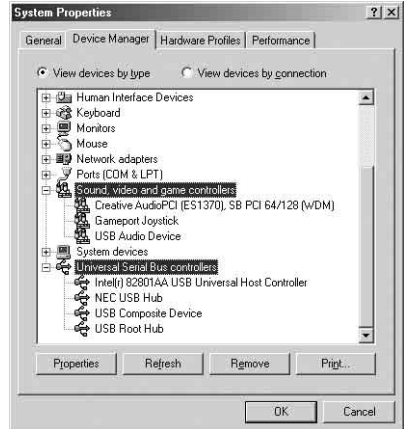 System Properties
General Device Manager Hardware Profiles Performance
View devices by type View devices by connection
Human Interface Devices
Keyboard
Monitors
Mouse
Network adapters
Ports (COM & LPT)
Sound, video and game controllers
Creative AudioPCI (ES1370), SB PCI 64/128 (WDM)
Gameport Joystick
USB Audio Device
System devices
Universal Serial Bus controllers
Intel(r) 82801AA USB Universal Host Controller
NEC USB Hub
USB Composite Device
USB Root Hub
Properties Refresh Remove Print...
OK Cancel